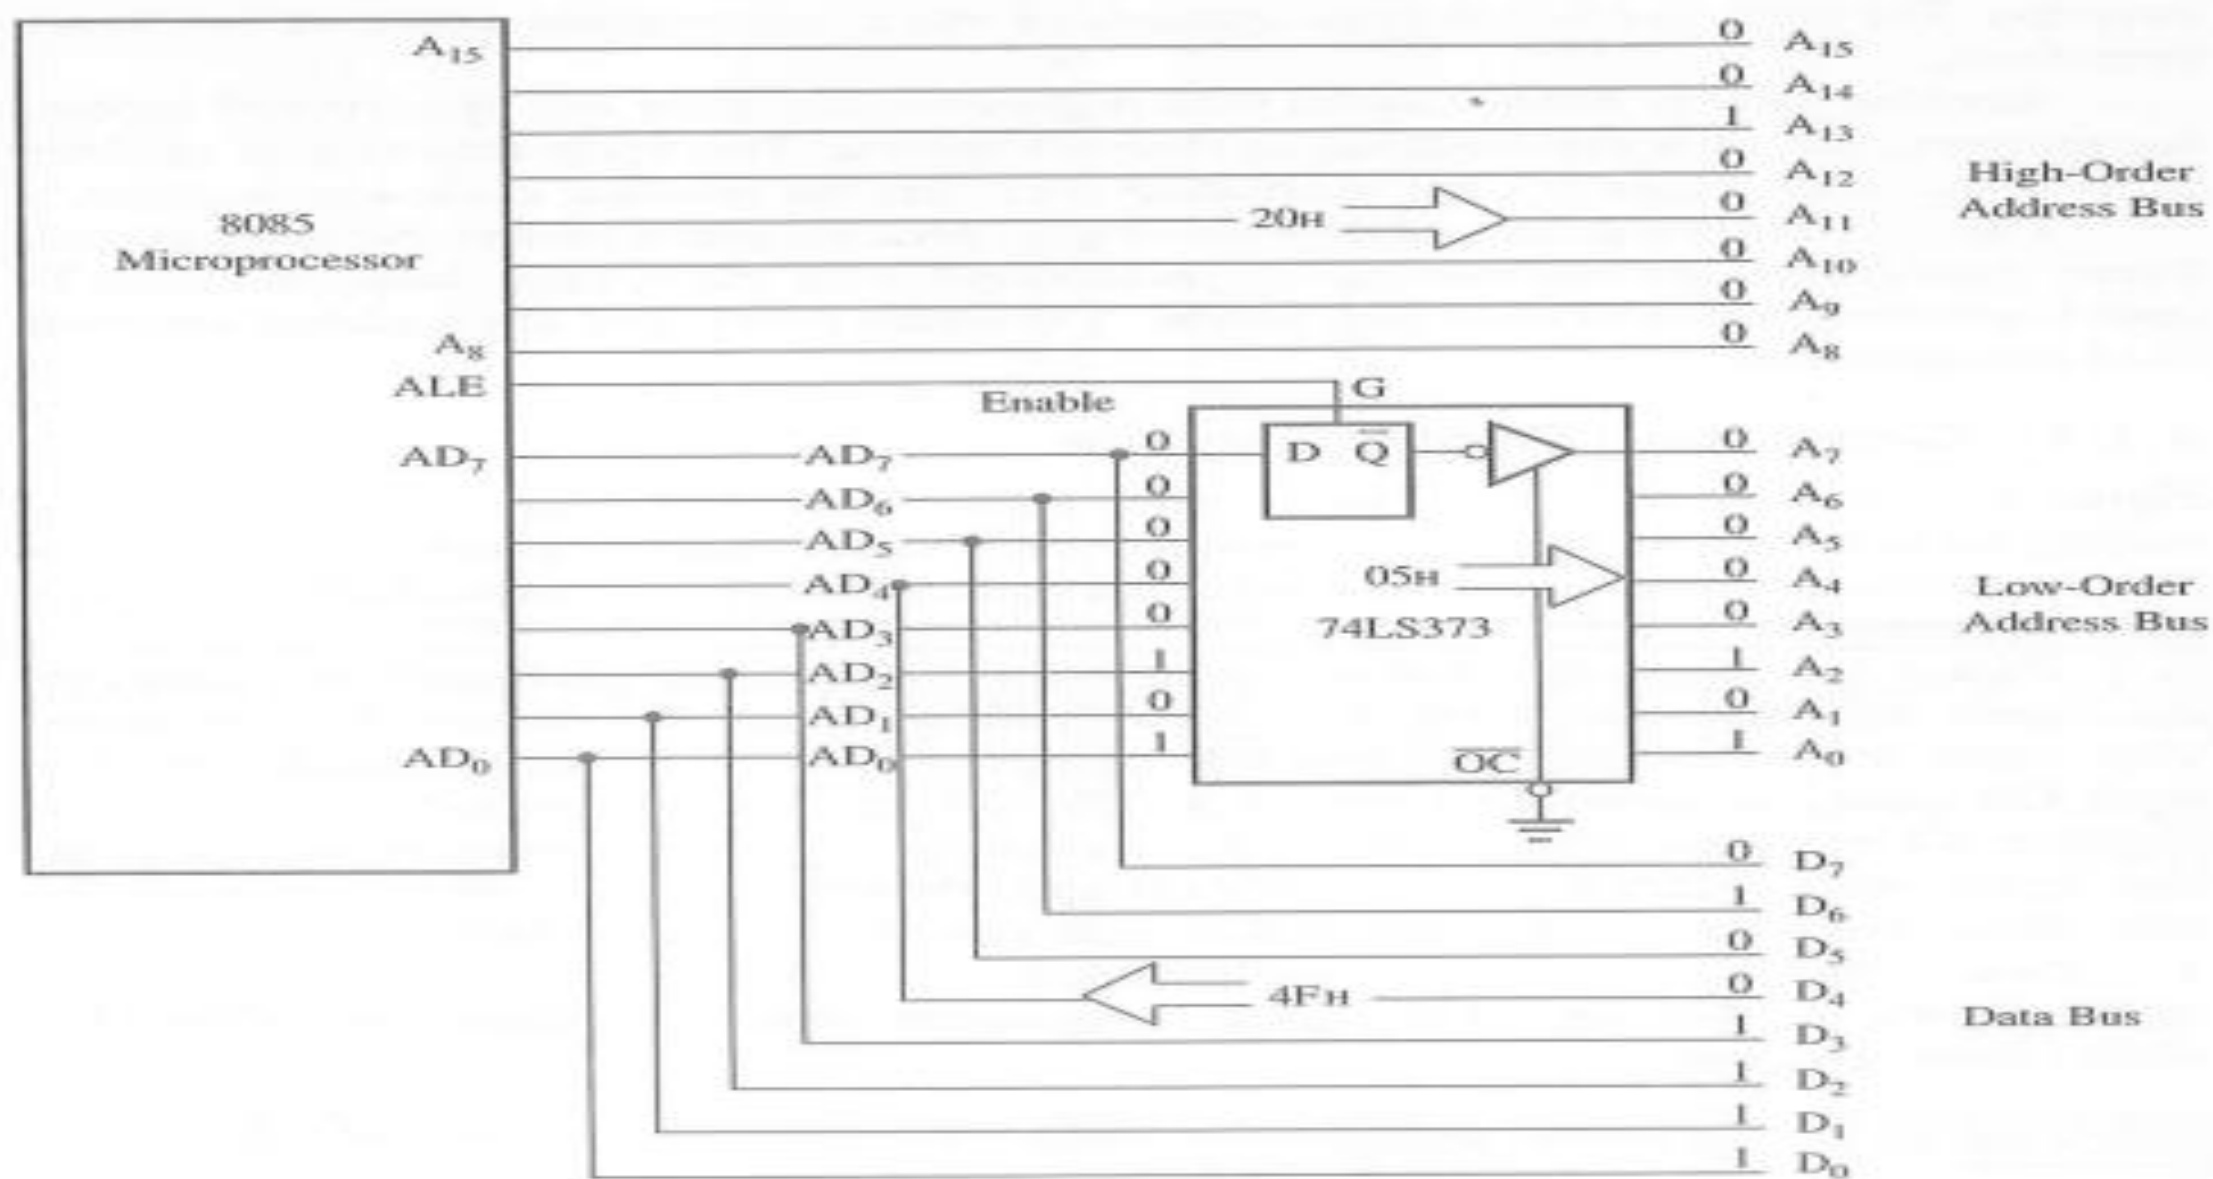 A15 0 A15
0 A14
1 A13
0 A12
High-Order
Address Bus
8085
Microprocessor
20H 0 A11
0 A10
0 A9
A8 0 A8
ALE Enable G
AD7 AD7 0 D Q̅ 0 A7
AD6 0 0 A6
AD5 0 0 A5
AD4 0 05H 0 A4
Low-Order
Address Bus
AD3 0 74LS373 0 A3
AD2 1 1 A2
AD1 0 0 A1
AD0 AD0 1 O̅C̅ 1 A0
0 D7
1 D6
0 D5
4FH 0 D4
Data Bus
1 D3
1 D2
1 D1
1 D0